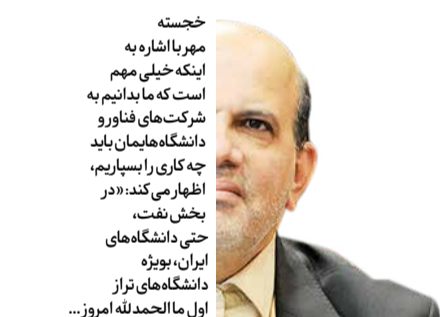 خجسته
مهر با اشاره به
اینکه خیلی مهم
است که ما بدانیم به
شرکت‌های فناور و
دانشگاه‌هایمان باید
چه کاری را بسپاریم،
اظهار می‌کند: «در
بخش نفت،
حتی دانشگاه‌های
ایران، بویژه
دانشگاه‌های تراز
اول ما الحمدلله امروز...